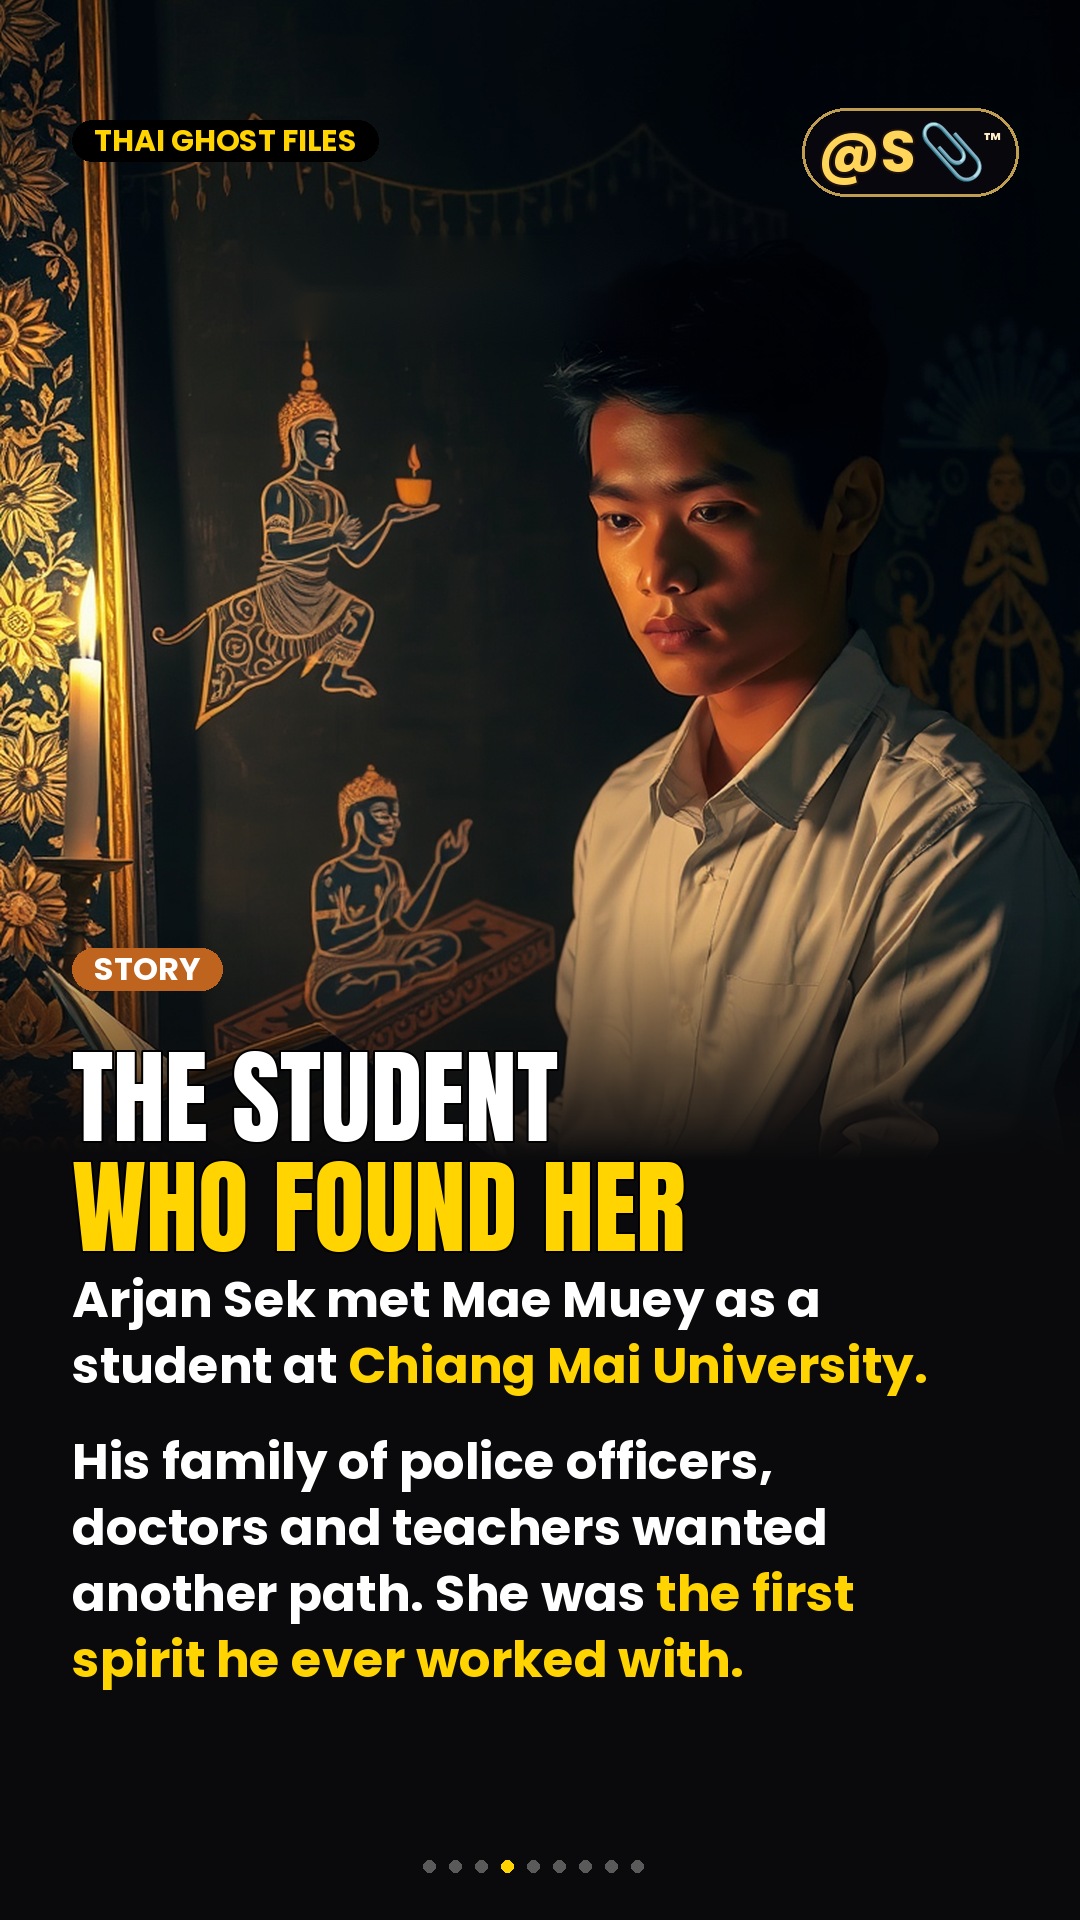 THAI GHOST FILES
@S📎™
STORY
THE STUDENT
WHO FOUND HER
Arjan Sek met Mae Muey as a
student at Chiang Mai University.
His family of police officers,
doctors and teachers wanted
another path. She was the first
spirit he ever worked with.